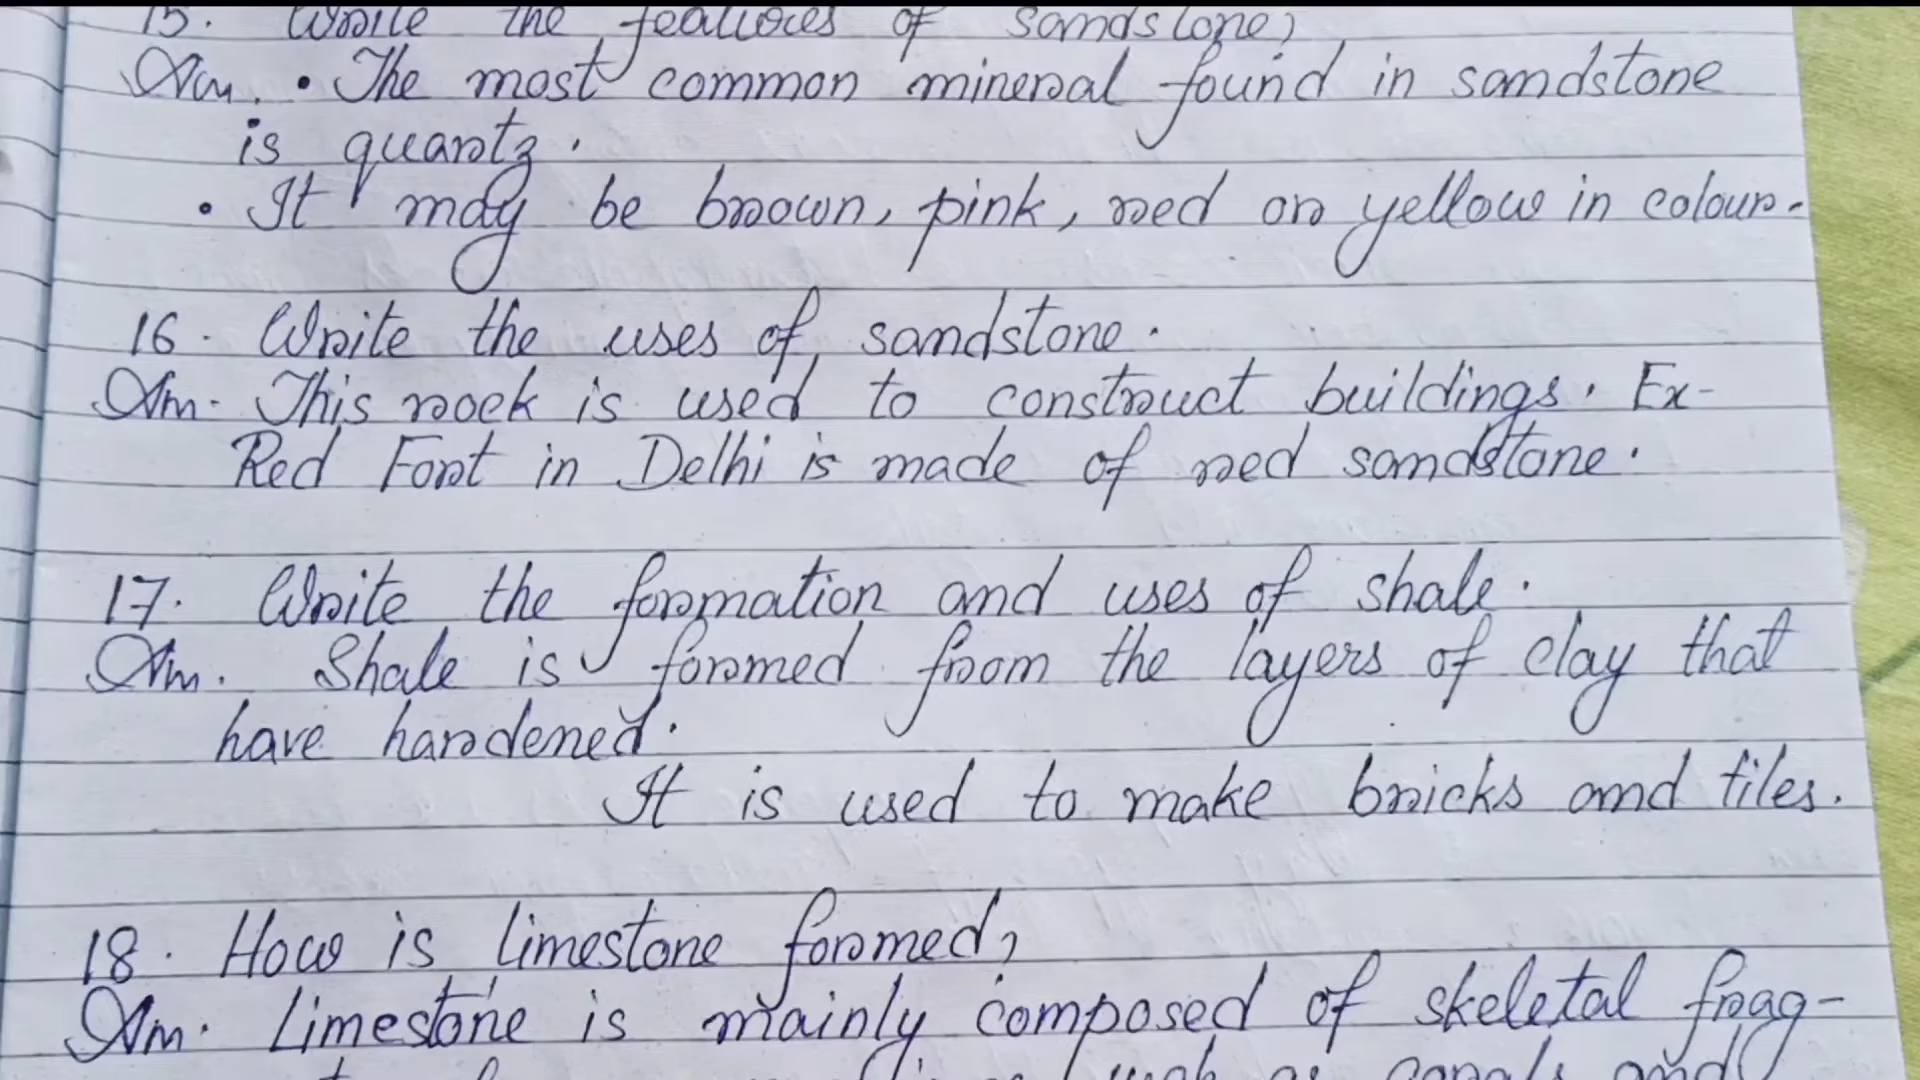 15. Write the features of sandstone?
Ans. • The most common mineral found in sandstone
is quartz.
• It may be brown, pink, red or yellow in colour.
16. Write the uses of sandstone.
Ans. This rock is used to construct buildings. Ex-
Red Fort in Delhi is made of red sandstone.
17. Write the formation and uses of shale.
Ans. Shale is formed from the layers of clay that
have hardened.
It is used to make bricks and tiles.
18. How is limestone formed?
Ans. Limestone is mainly composed of skeletal frag-
such as corals and